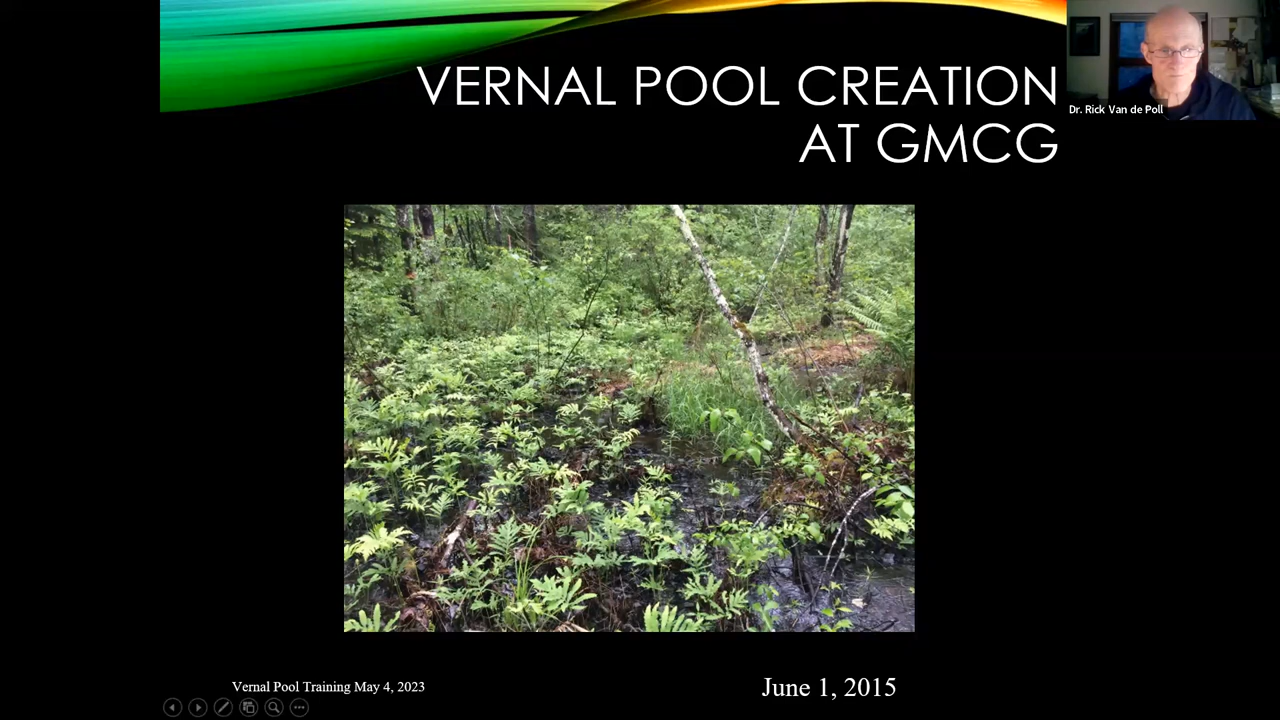 VERNAL POOL CREATION
AT GMCG
Dr. Rick Van de Poll
Vernal Pool Training May 4, 2023
June 1, 2015